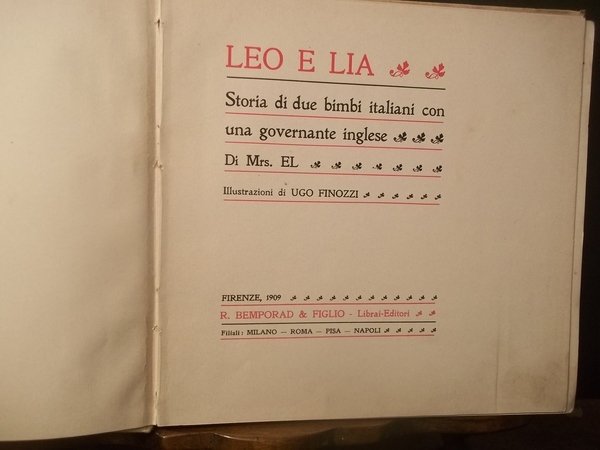 LEO E LIA
Storia di due bimbi italiani con
una governante inglese
Di Mrs. EL
Illustrazioni di UGO FINOZZI
FIRENZE, 1909
R. BEMPORAD & FIGLIO - Librai-Editori
Filiali: MILANO — ROMA — PISA — NAPOLI